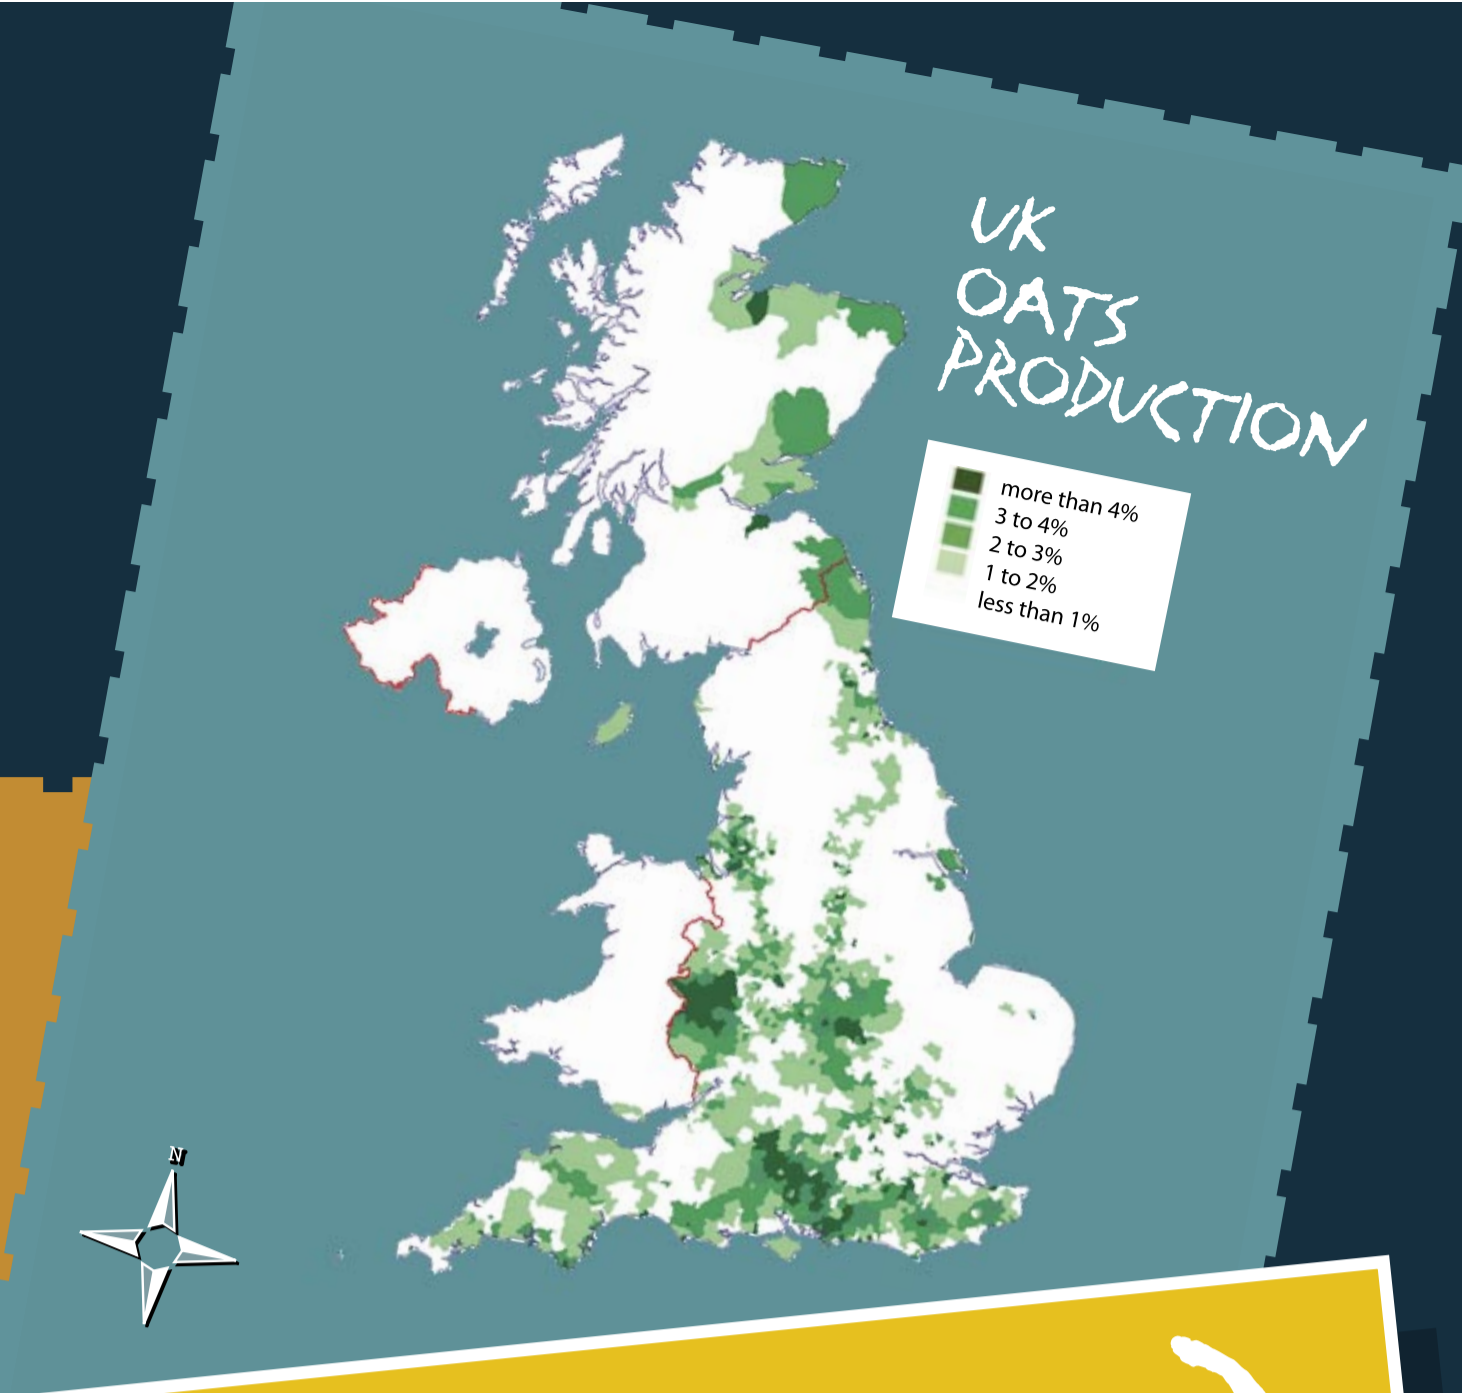 UK
OATS
PRODUCTION
more than 4%
3 to 4%
2 to 3%
1 to 2%
less than 1%
N